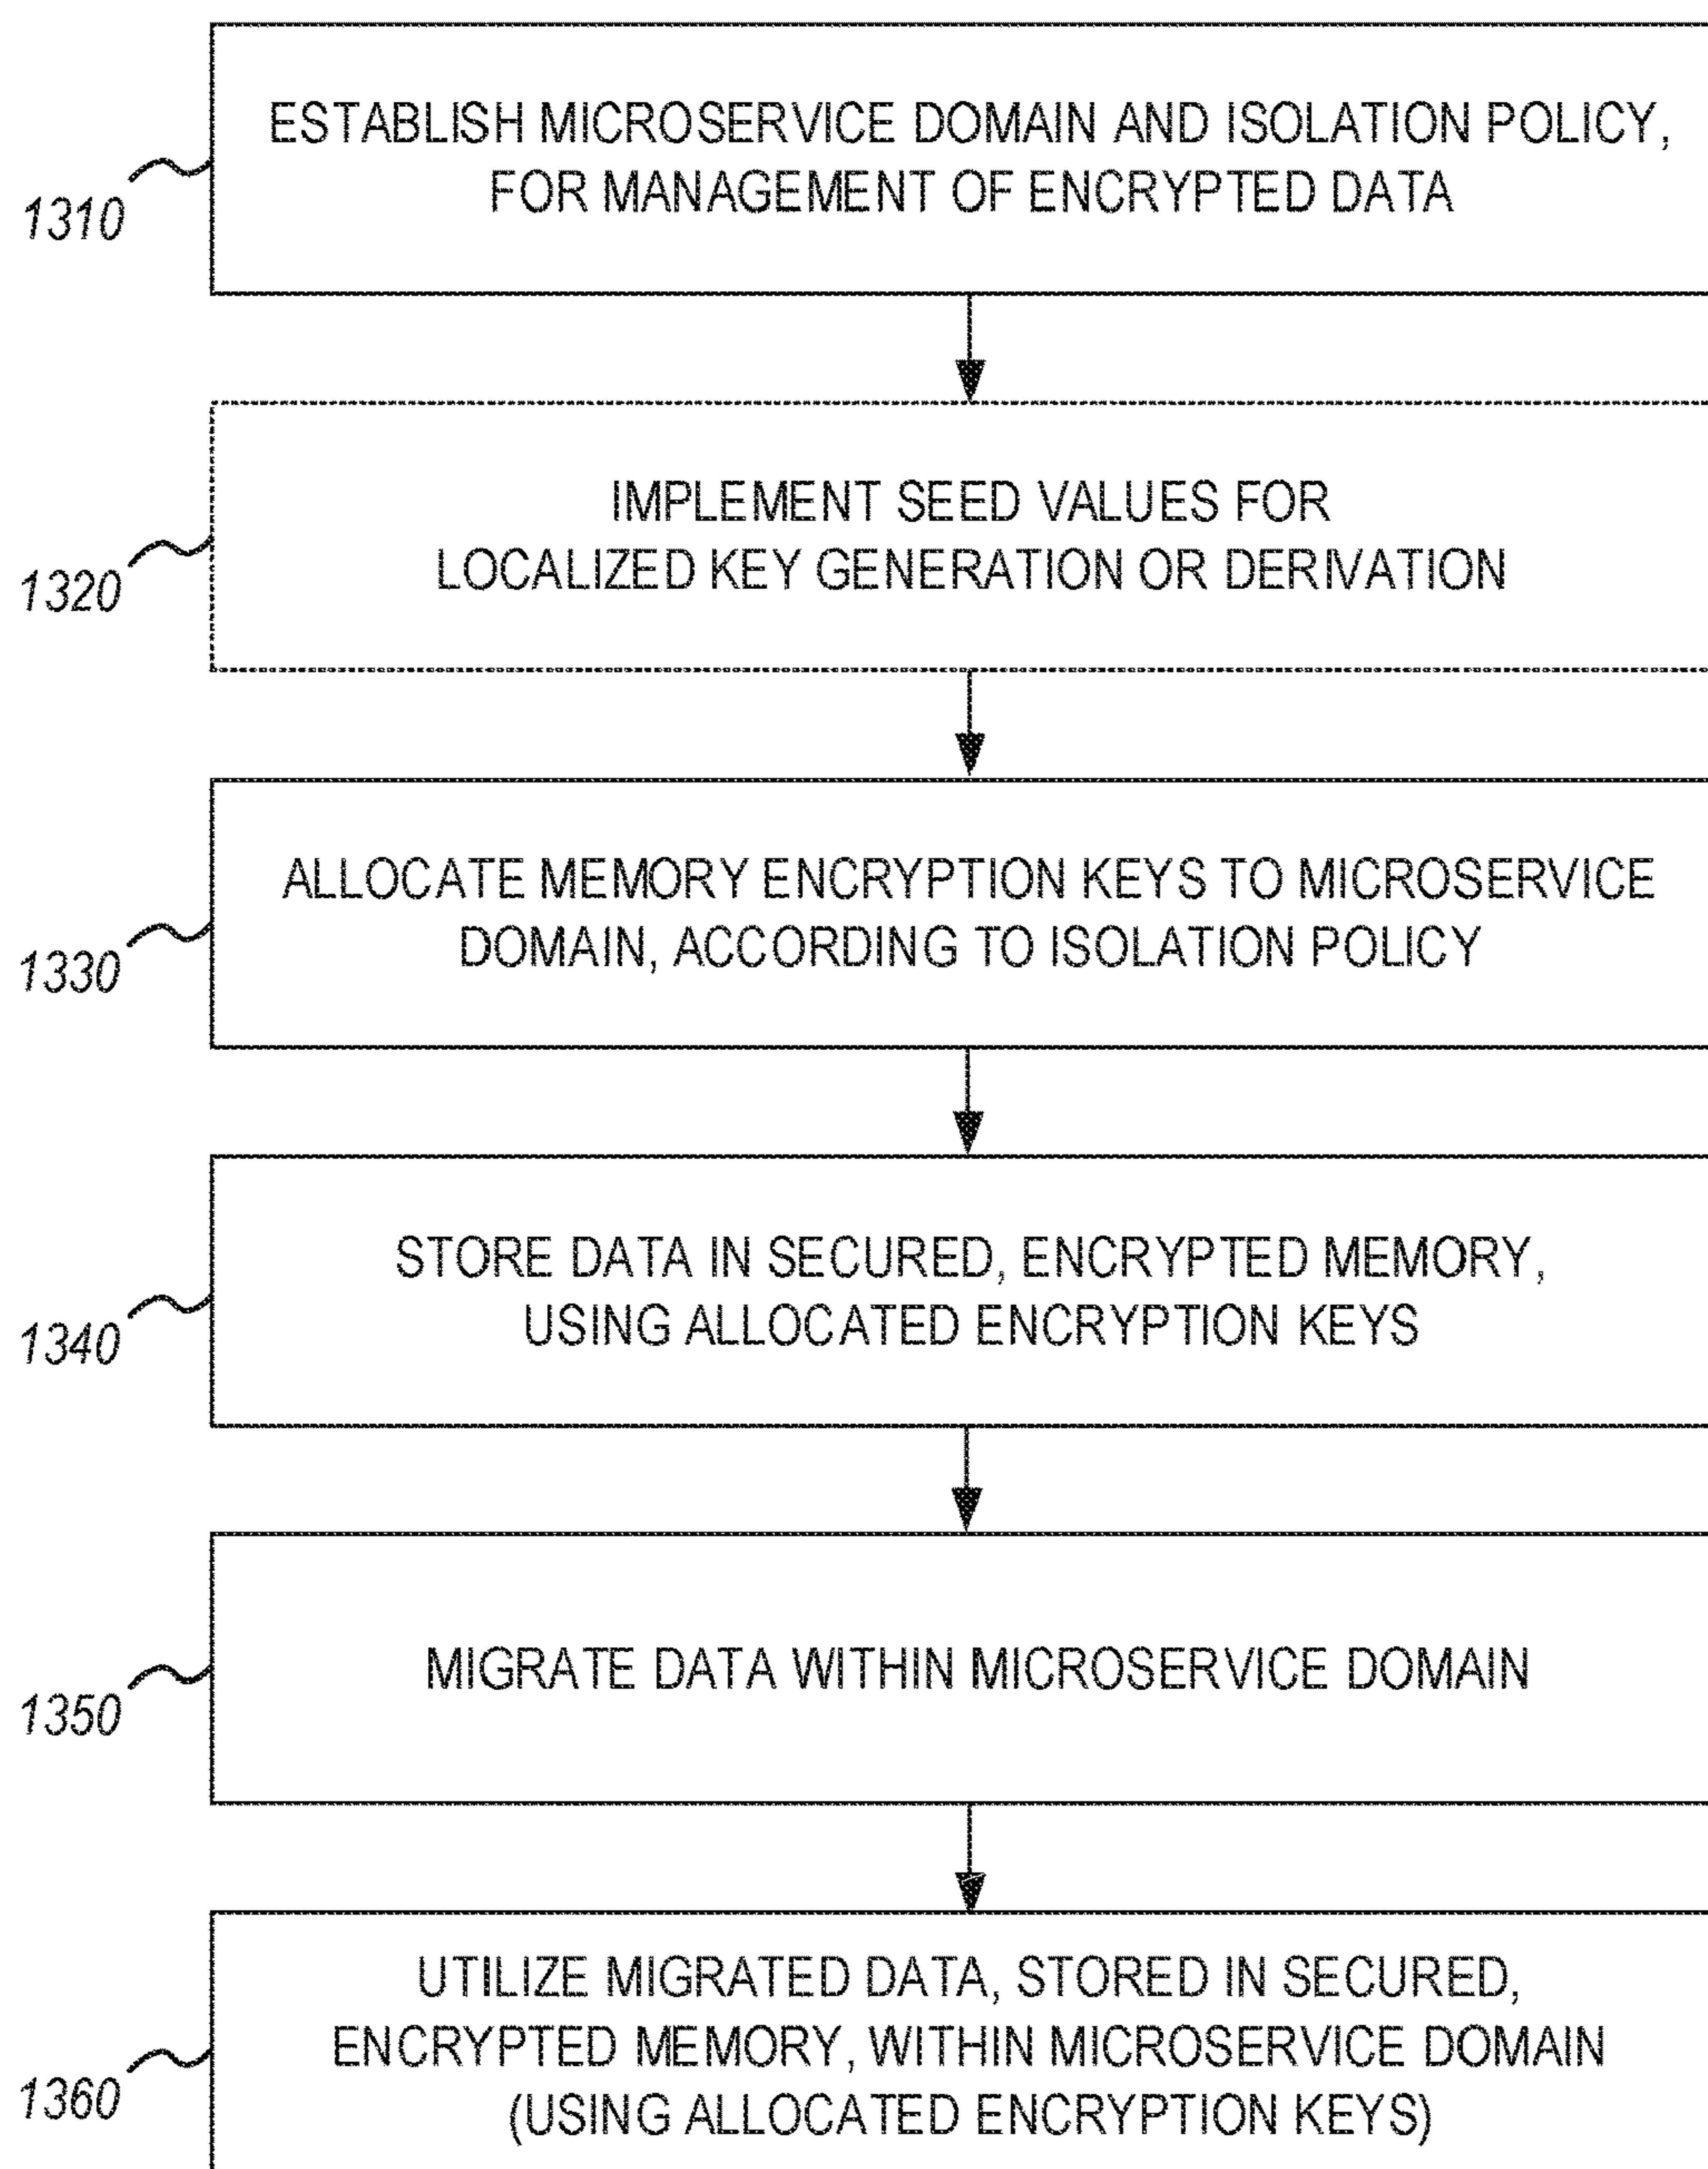 ESTABLISH MICROSERVICE DOMAIN AND ISOLATION POLICY,
FOR MANAGEMENT OF ENCRYPTED DATA
1310
IMPLEMENT SEED VALUES FOR
LOCALIZED KEY GENERATION OR DERIVATION
1320
ALLOCATE MEMORY ENCRYPTION KEYS TO MICROSERVICE
DOMAIN, ACCORDING TO ISOLATION POLICY
1330
STORE DATA IN SECURED, ENCRYPTED MEMORY,
USING ALLOCATED ENCRYPTION KEYS
1340
MIGRATE DATA WITHIN MICROSERVICE DOMAIN
1350
UTILIZE MIGRATED DATA, STORED IN SECURED,
ENCRYPTED MEMORY, WITHIN MICROSERVICE DOMAIN
(USING ALLOCATED ENCRYPTION KEYS)
1360